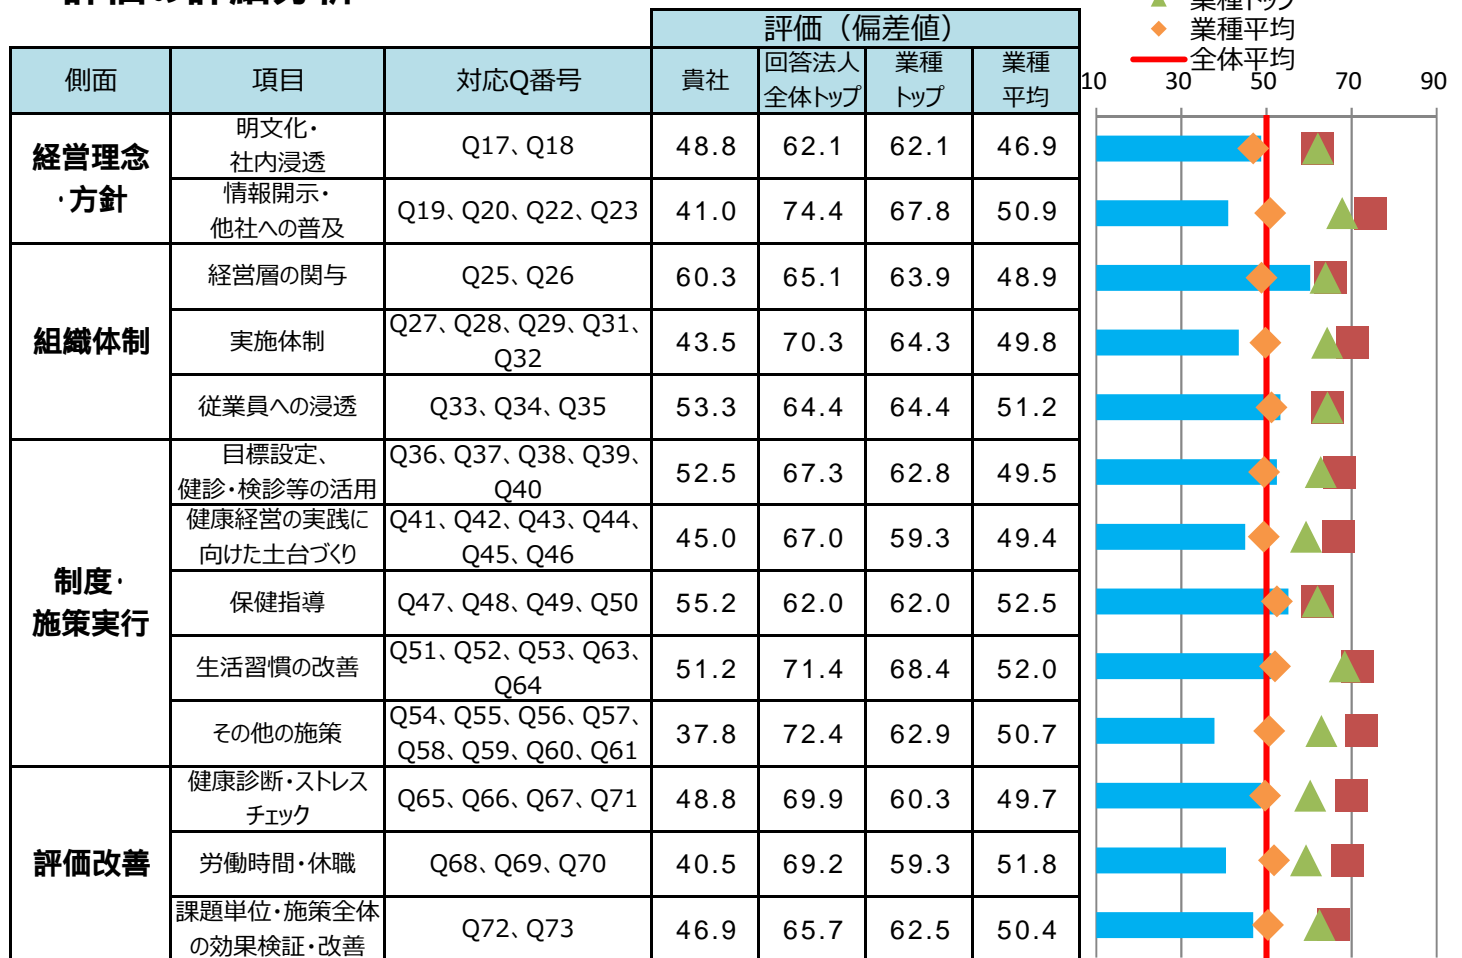 評価の詳細分析
業種トップ
業種平均
全体平均
評価（偏差値）
側面 項目 対応Q番号 貴社 回答法人全体トップ 業種トップ 業種平均
10 30 50 70 90
経営理念・方針
明文化・社内浸透 Q17、Q18 48.8 62.1 62.1 46.9
情報開示・他社への普及 Q19、Q20、Q22、Q23 41.0 74.4 67.8 50.9
組織体制
経営層の関与 Q25、Q26 60.3 65.1 63.9 48.9
実施体制 Q27、Q28、Q29、Q31、Q32 43.5 70.3 64.3 49.8
従業員への浸透 Q33、Q34、Q35 53.3 64.4 64.4 51.2
制度・施策実行
目標設定、健診・検診等の活用 Q36、Q37、Q38、Q39、Q40 52.5 67.3 62.8 49.5
健康経営の実践に向けた土台づくり Q41、Q42、Q43、Q44、Q45、Q46 45.0 67.0 59.3 49.4
保健指導 Q47、Q48、Q49、Q50 55.2 62.0 62.0 52.5
生活習慣の改善 Q51、Q52、Q53、Q63、Q64 51.2 71.4 68.4 52.0
その他の施策 Q54、Q55、Q56、Q57、Q58、Q59、Q60、Q61 37.8 72.4 62.9 50.7
評価改善
健康診断・ストレスチェック Q65、Q66、Q67、Q71 48.8 69.9 60.3 49.7
労働時間・休職 Q68、Q69、Q70 40.5 69.2 59.3 51.8
課題単位・施策全体の効果検証・改善 Q72、Q73 46.9 65.7 62.5 50.4